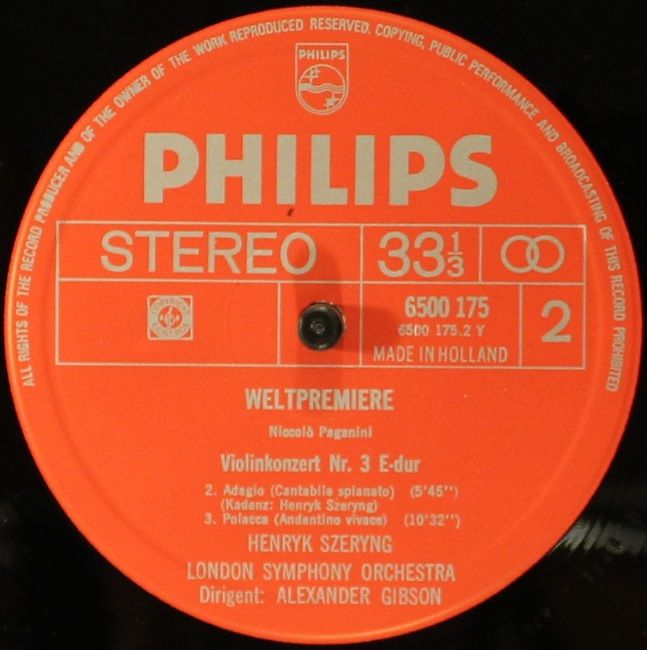 ALL RIGHTS OF THE RECORD PRODUCER AND OF THE OWNER OF THE WORK REPRODUCED RESERVED. COPYING, PUBLIC PERFORMANCE AND BROADCASTING OF THIS RECORD PROHIBITED
PHILIPS
PHILIPS
STEREO 33 1/3
6500 175 2
6500 175.2 Y
MADE IN HOLLAND
WELTPREMIERE
Niccolò Paganini
Violinkonzert Nr. 3 E-dur
2. Adagio (Cantabile spianato) (5'45'')
(Kadenz: Henryk Szeryng)
3. Polacca (Andantino vivace) (10'32'')
HENRYK SZERYNG
LONDON SYMPHONY ORCHESTRA
Dirigent: ALEXANDER GIBSON